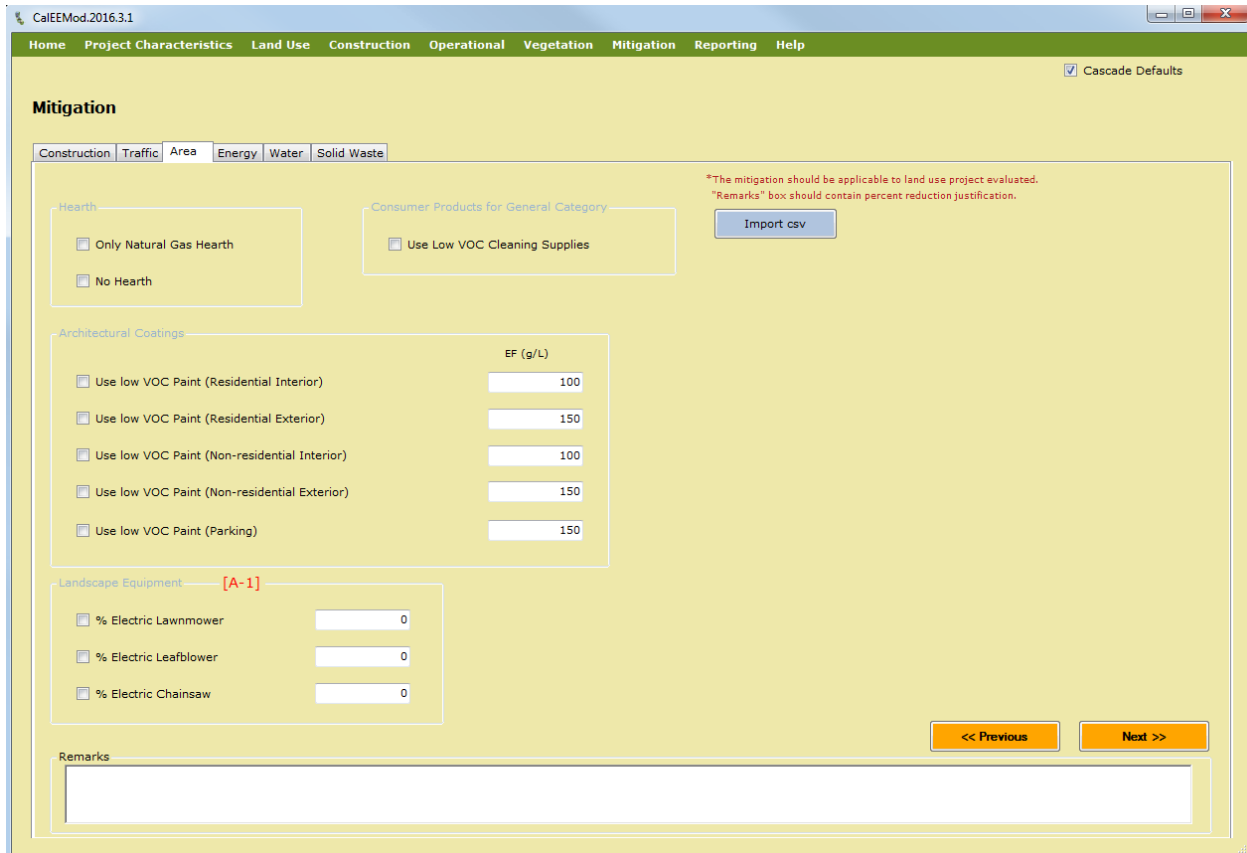 CalEEMod.2016.3.1
Home Project Characteristics Land Use Construction Operational Vegetation Mitigation Reporting Help
Cascade Defaults
Mitigation
Construction Traffic Area Energy Water Solid Waste
*The mitigation should be applicable to land use project evaluated.
"Remarks" box should contain percent reduction justification.
Import csv
Hearth
Only Natural Gas Hearth
No Hearth
Consumer Products for General Category
Use Low VOC Cleaning Supplies
Architectural Coatings
EF (g/L)
Use low VOC Paint (Residential Interior) 100
Use low VOC Paint (Residential Exterior) 150
Use low VOC Paint (Non-residential Interior) 100
Use low VOC Paint (Non-residential Exterior) 150
Use low VOC Paint (Parking) 150
Landscape Equipment [A-1]
% Electric Lawnmower 0
% Electric Leafblower 0
% Electric Chainsaw 0
<< Previous Next >>
Remarks